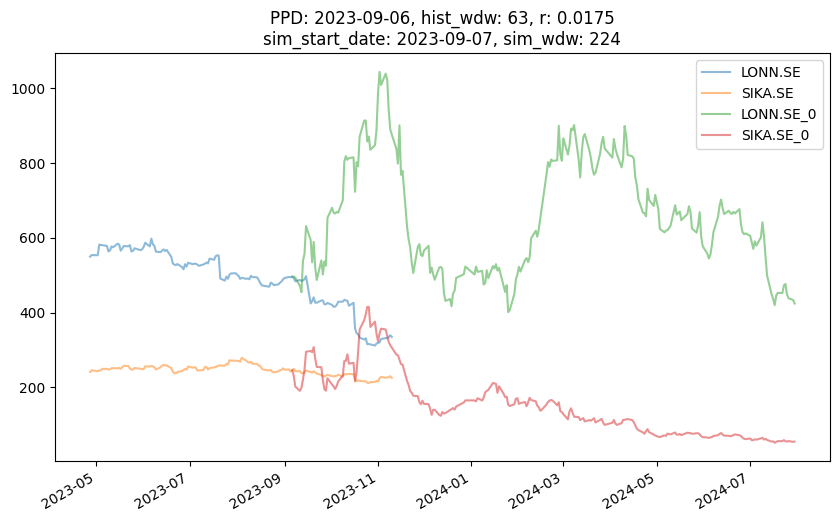 PPD: 2023-09-06, hist_wdw: 63, r: 0.0175
sim_start_date: 2023-09-07, sim_wdw: 224
LONN.SE
SIKA.SE
LONN.SE_0
SIKA.SE_0
1000
800
600
400
200
2023-05
2023-07
2023-09
2023-11
2024-01
2024-03
2024-05
2024-07